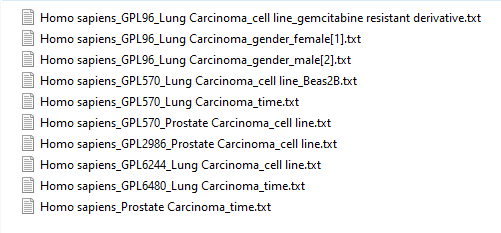 Homo sapiens_GPL96_Lung Carcinoma_cell line_gemcitabine resistant derivative.txt
Homo sapiens_GPL96_Lung Carcinoma_gender_female[1].txt
Homo sapiens_GPL96_Lung Carcinoma_gender_male[2].txt
Homo sapiens_GPL570_Lung Carcinoma_cell line_Beas2B.txt
Homo sapiens_GPL570_Lung Carcinoma_time.txt
Homo sapiens_GPL570_Prostate Carcinoma_cell line.txt
Homo sapiens_GPL2986_Prostate Carcinoma_cell line.txt
Homo sapiens_GPL6244_Lung Carcinoma_cell line.txt
Homo sapiens_GPL6480_Lung Carcinoma_time.txt
Homo sapiens_Prostate Carcinoma_time.txt